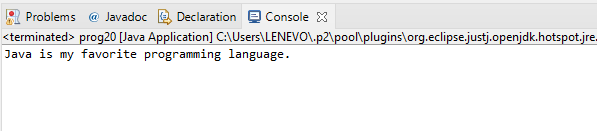 Problems Javadoc Declaration Console
<terminated> prog20 [Java Application] C:\Users\LENEVO\.p2\pool\plugins\org.eclipse.justj.openjdk.hotspot.jre.
Java is my favorite programming language.